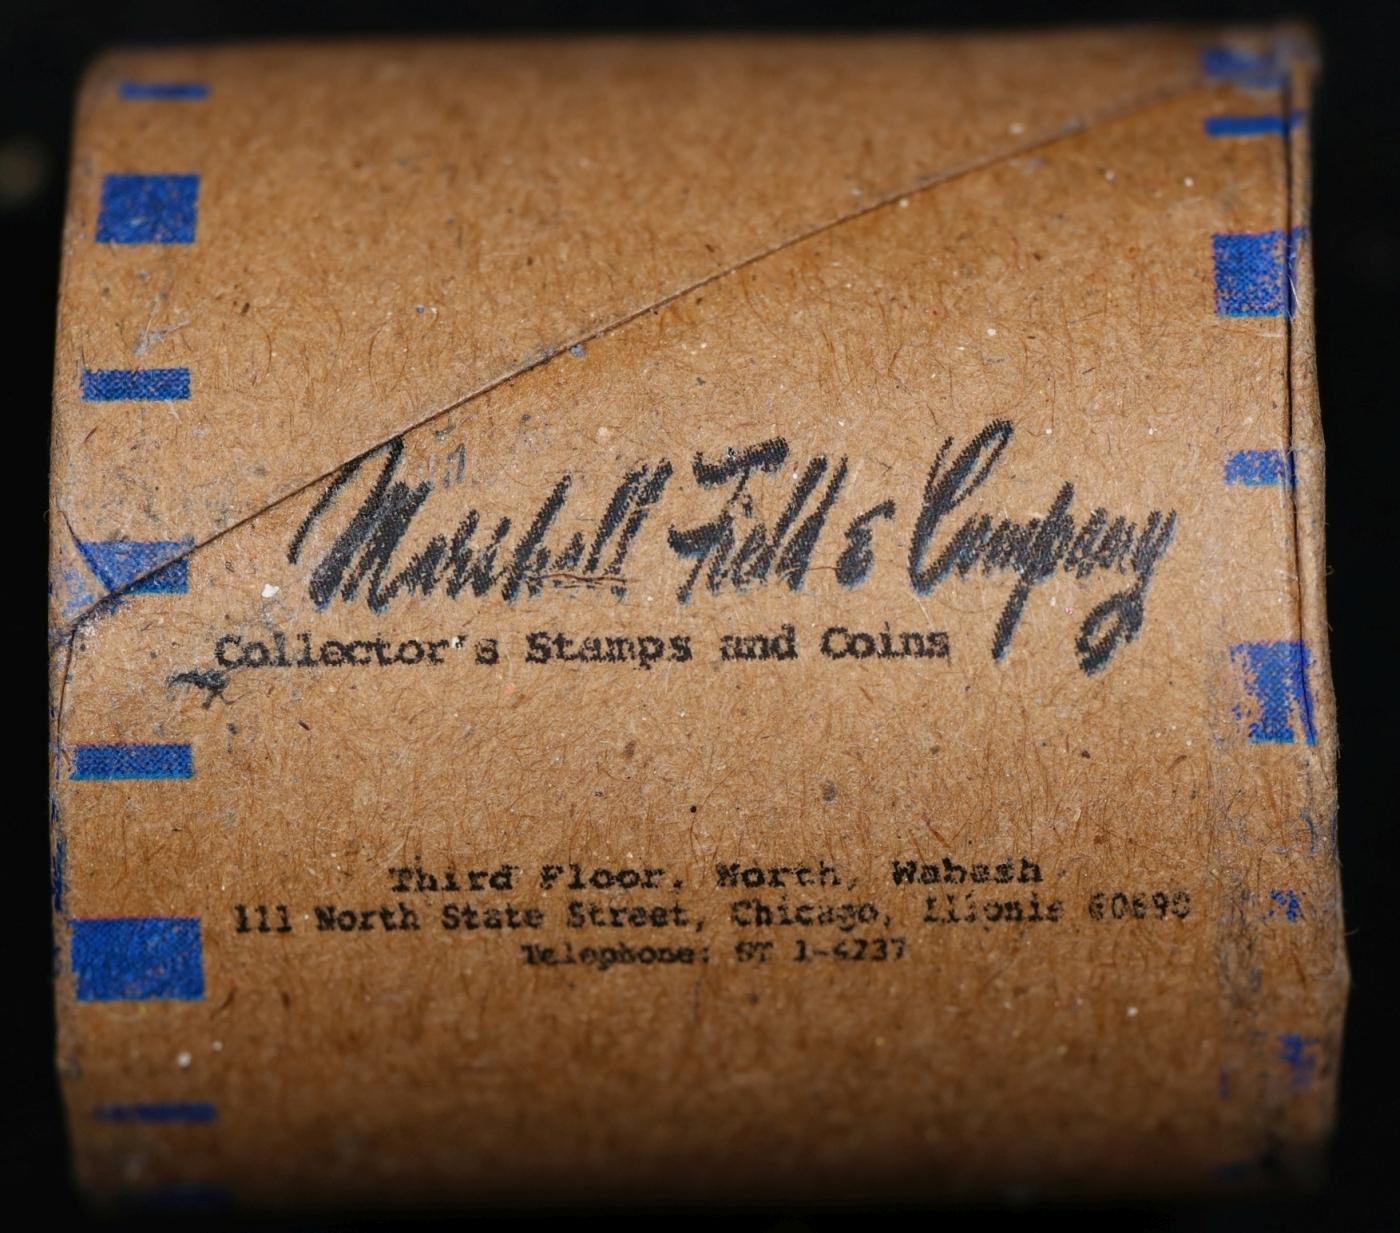 Marshall Field & Company
Collector's Stamps and Coins
Third Floor, North, Wabash
111 North State Street, Chicago, Illionis 60690
Telephone: ST 1-4237